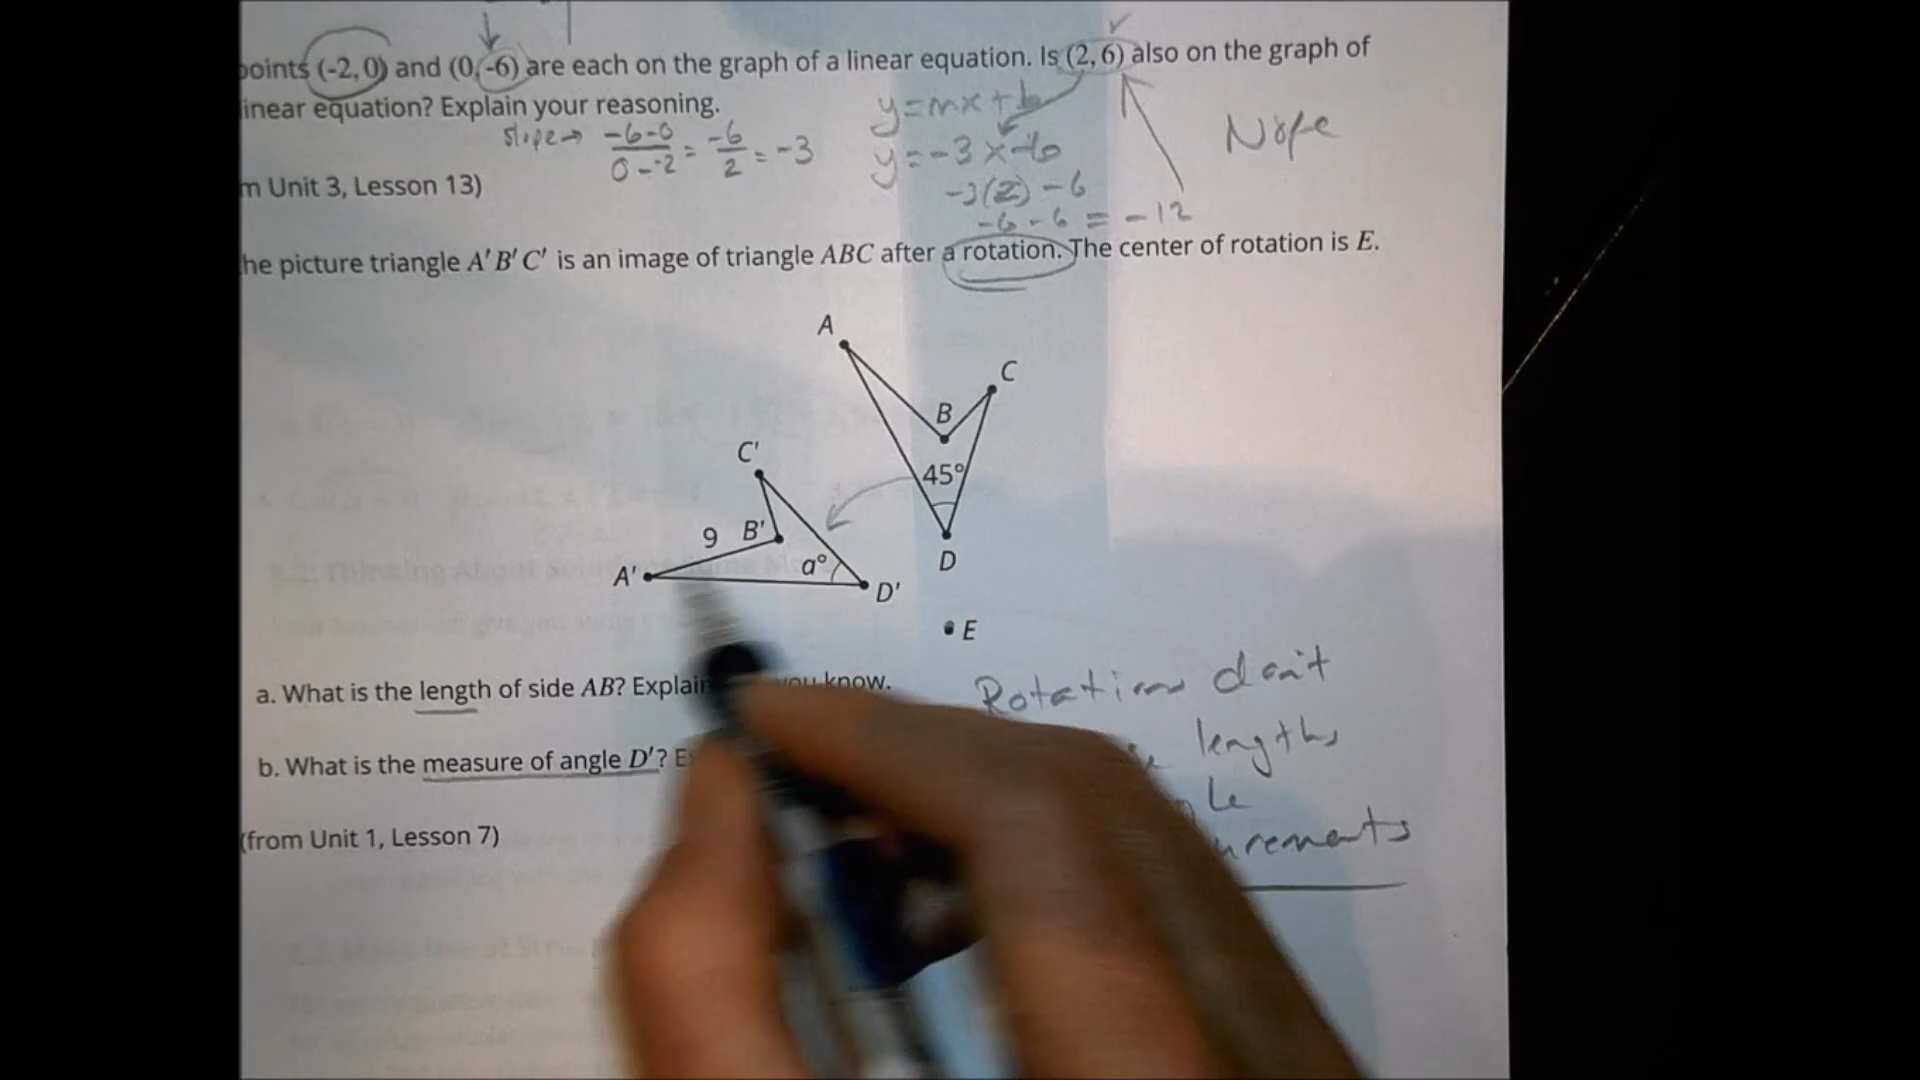 points (-2, 0) and (0, -6) are each on the graph of a linear equation. Is (2, 6) also on the graph of
linear equation? Explain your reasoning.
y=mx+b
slope→ -6-0/0--2 = -6/2 = -3
y=-3x-6
Nope
-3(2)-6
m Unit 3, Lesson 13)
-6-6 = -12
he picture triangle A'B'C' is an image of triangle ABC after a rotation. The center of rotation is E.
A
C
B
C'
45°
9 B'
D
A'
a°
D'
E
a. What is the length of side AB? Explain you know.
Rotations don't
lengths
b. What is the measure of angle D'?
(from Unit 1, Lesson 7)
urements